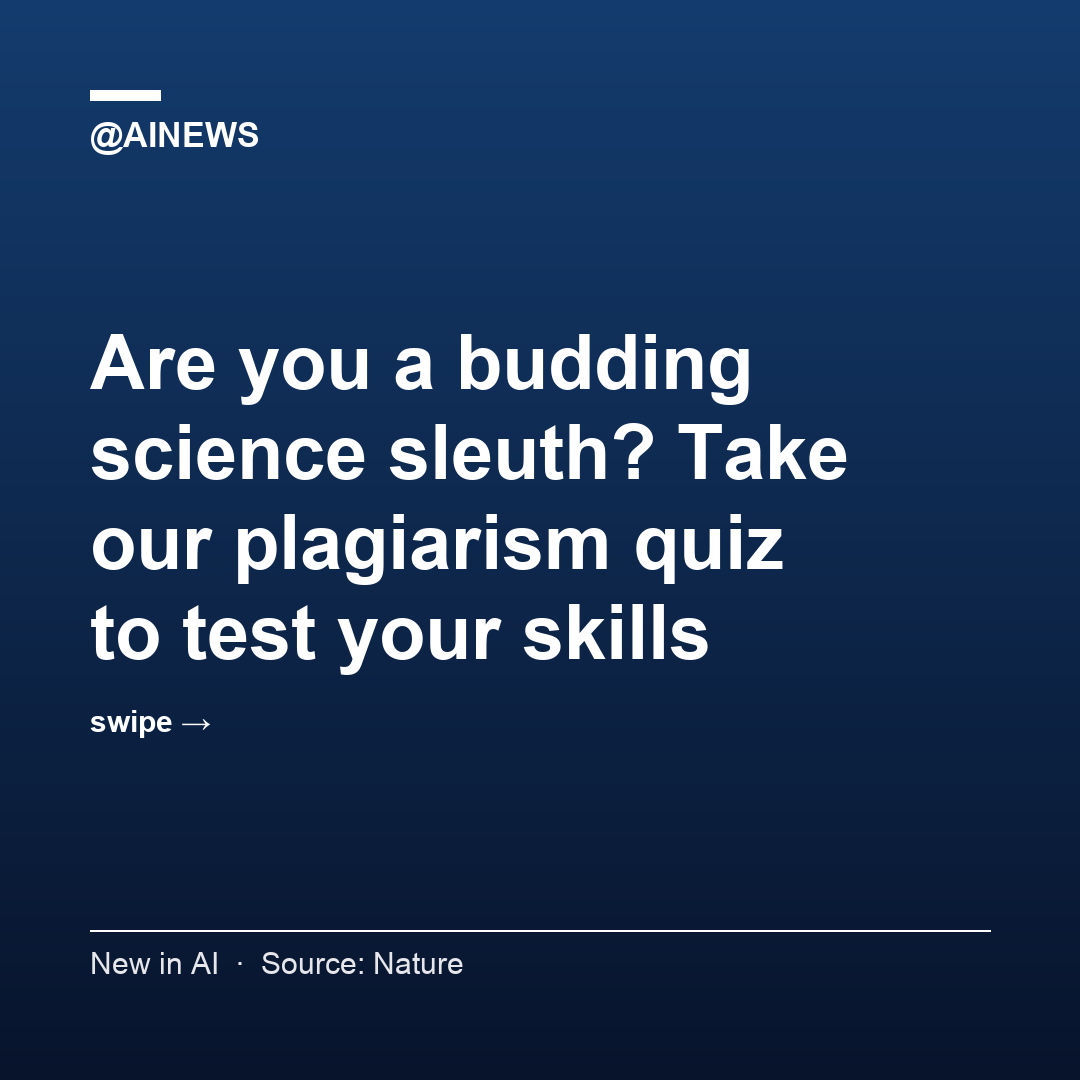 @AINEWS
Are you a budding
science sleuth? Take
our plagiarism quiz
to test your skills
swipe →
New in AI · Source: Nature